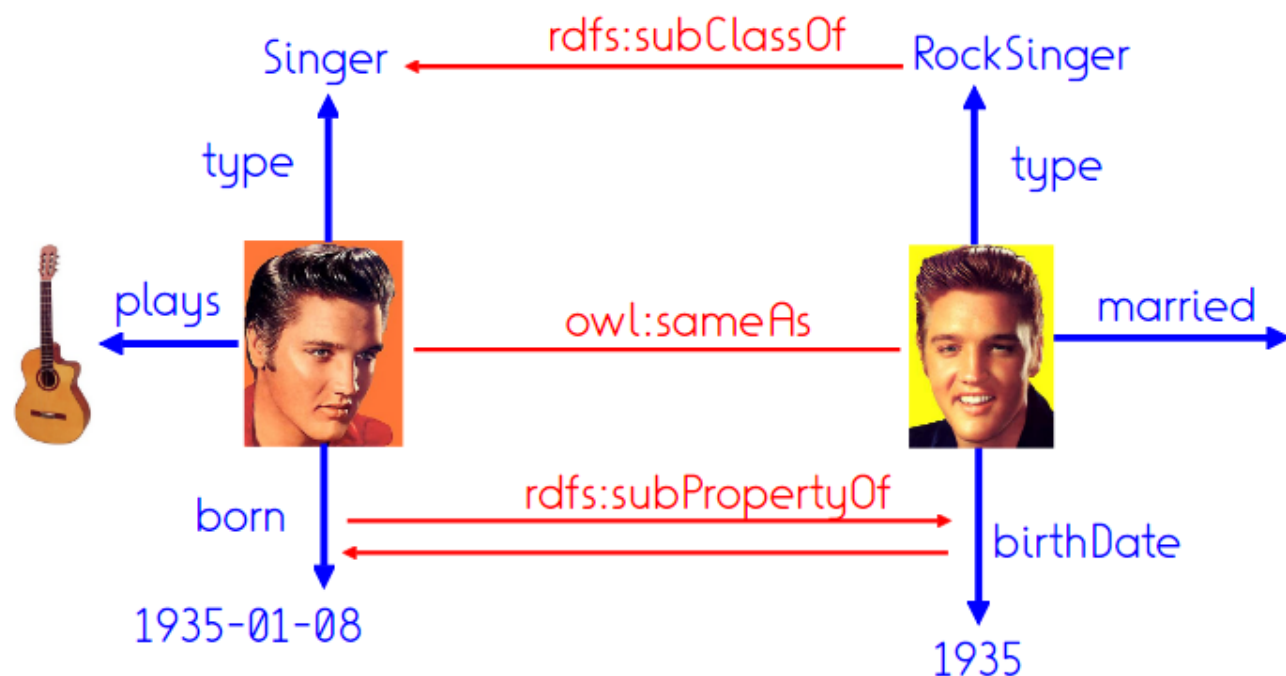 rdfs:subClassOf
Singer
RockSinger
type
type
plays
owl:sameAs
married
rdfs:subPropertyOf
born
birthDate
1935-01-08
1935